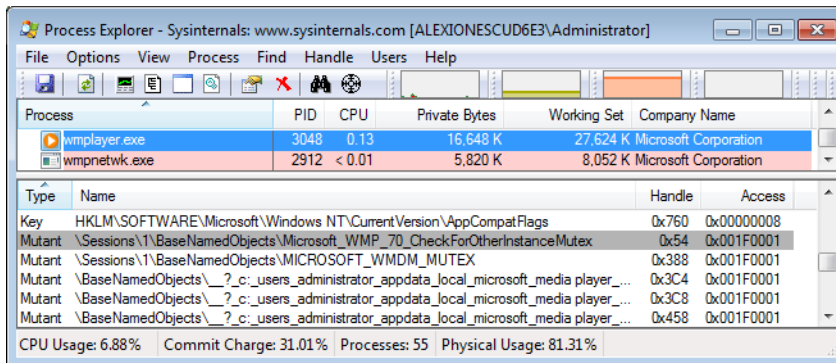 Process Explorer - Sysinternals: www.sysinternals.com [ALEXIONESCUD6E3\Administrator]
File Options View Process Find Handle Users Help
Process PID CPU Private Bytes Working Set Company Name
wmplayer.exe 3048 0.13 16,648 K 27,624 K Microsoft Corporation
wmpnetwk.exe 2912 < 0.01 5,820 K 8,052 K Microsoft Corporation
Type Name Handle Access
Key HKLM\SOFTWARE\Microsoft\Windows NT\CurrentVersion\AppCompatFlags 0x760 0x00000008
Mutant \Sessions\1\BaseNamedObjects\Microsoft_WMP_70_CheckForOtherInstanceMutex 0x54 0x001F0001
Mutant \Sessions\1\BaseNamedObjects\MICROSOFT_WMDM_MUTEX 0x388 0x001F0001
Mutant \BaseNamedObjects\__?_c:_users_administrator_appdata_local_microsoft_media player_... 0x3C4 0x001F0001
Mutant \BaseNamedObjects\__?_c:_users_administrator_appdata_local_microsoft_media player_... 0x3C8 0x001F0001
Mutant \BaseNamedObjects\__?_c:_users_administrator_appdata_local_microsoft_media player_... 0x458 0x001F0001
CPU Usage: 6.88% Commit Charge: 31.01% Processes: 55 Physical Usage: 81.31%